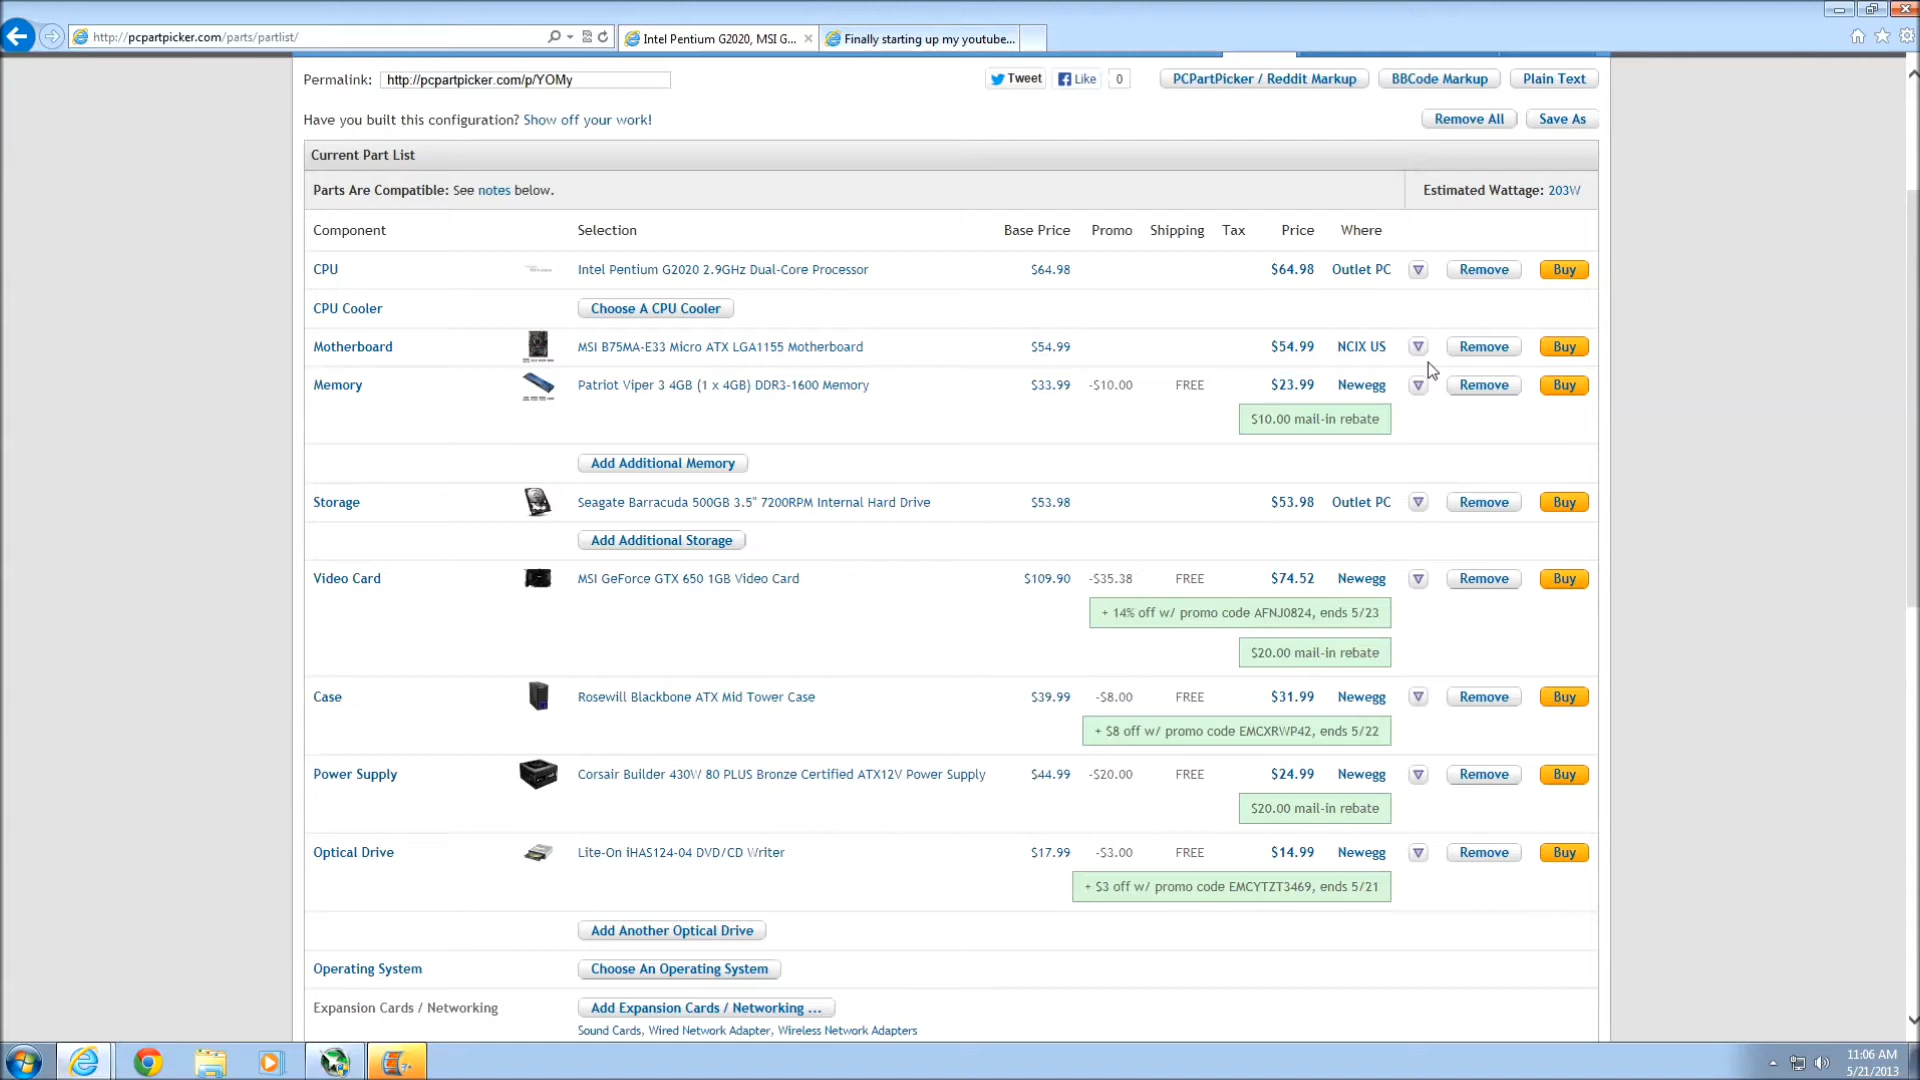 http://pcpartpicker.com/parts/partlist/
Intel Pentium G2020, MSI G...
Finally starting up my youtube...
Permalink: http://pcpartpicker.com/p/YOMy
Tweet
Like
0
PCPartPicker / Reddit Markup
BBCode Markup
Plain Text
Have you built this configuration? Show off your work!
Remove All
Save As
Current Part List
Parts Are Compatible: See notes below.
Estimated Wattage: 203W
Component Selection Base Price Promo Shipping Tax Price Where
CPU Intel Pentium G2020 2.9GHz Dual-Core Processor $64.98 $64.98 Outlet PC Remove Buy
CPU Cooler Choose A CPU Cooler
Motherboard MSI B75MA-E33 Micro ATX LGA1155 Motherboard $54.99 $54.99 NCIX US Remove Buy
Memory Patriot Viper 3 4GB (1 x 4GB) DDR3-1600 Memory $33.99 -$10.00 FREE $23.99 Newegg Remove Buy
$10.00 mail-in rebate
Add Additional Memory
Storage Seagate Barracuda 500GB 3.5" 7200RPM Internal Hard Drive $53.98 $53.98 Outlet PC Remove Buy
Add Additional Storage
Video Card MSI GeForce GTX 650 1GB Video Card $109.90 -$35.38 FREE $74.52 Newegg Remove Buy
+ 14% off w/ promo code AFNJ0824, ends 5/23
$20.00 mail-in rebate
Case Rosewill Blackbone ATX Mid Tower Case $39.99 -$8.00 FREE $31.99 Newegg Remove Buy
+ $8 off w/ promo code EMCXRWP42, ends 5/22
Power Supply Corsair Builder 430W 80 PLUS Bronze Certified ATX12V Power Supply $44.99 -$20.00 FREE $24.99 Newegg Remove Buy
$20.00 mail-in rebate
Optical Drive Lite-On iHAS124-04 DVD/CD Writer $17.99 -$3.00 FREE $14.99 Newegg Remove Buy
+ $3 off w/ promo code EMCYTZT3469, ends 5/21
Add Another Optical Drive
Operating System Choose An Operating System
Expansion Cards / Networking Add Expansion Cards / Networking ...
Sound Cards, Wired Network Adapter, Wireless Network Adapters
11:06 AM
5/21/2013